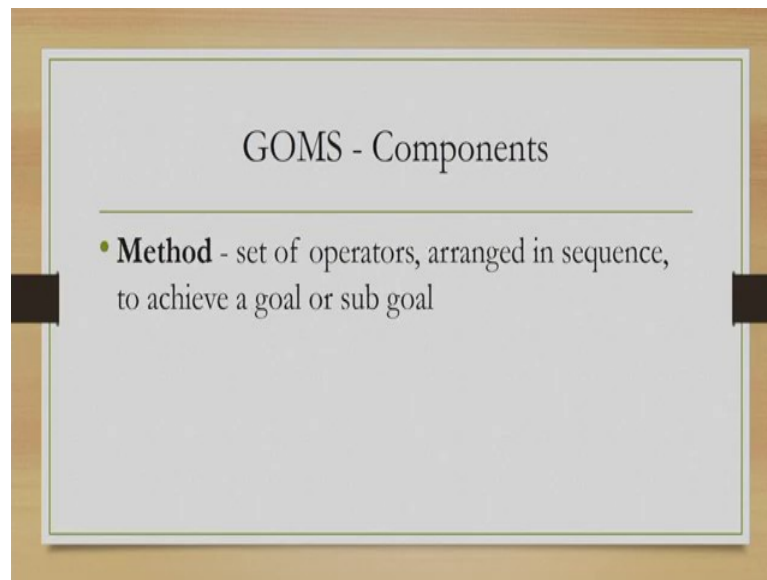 GOMS - Components
• Method - set of operators, arranged in sequence,
to achieve a goal or sub goal